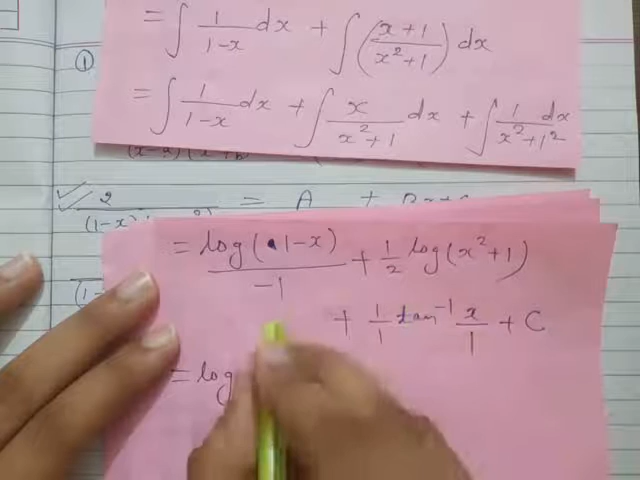 = ∫ 1/(1-x) dx + ∫ ((x+1)/(x²+1)) dx
①
= ∫ 1/(1-x) dx + ∫ x/(x²+1) dx + ∫ 1/(x²+1²) dx
2/(1-x) = A +
= log(1-x)/-1 + 1/2 log(x²+1)
+ 1/1 tan⁻¹ x/1 + C
= log